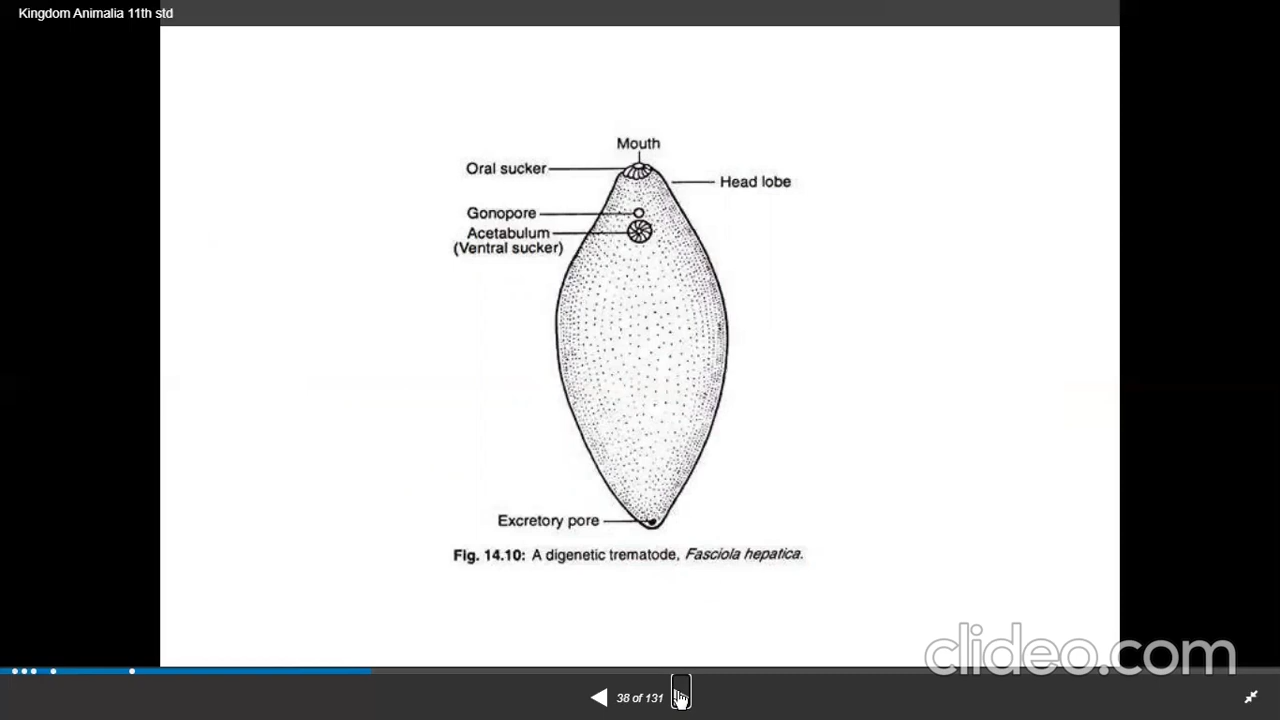 Kingdom Animalia 11th std
Mouth
Oral sucker
Head lobe
Gonopore
Acetabulum
(Ventral sucker)
Excretory pore
Fig. 14.10: A digenetic trematode, Fasciola hepatica.
clideo.com
38 of 131